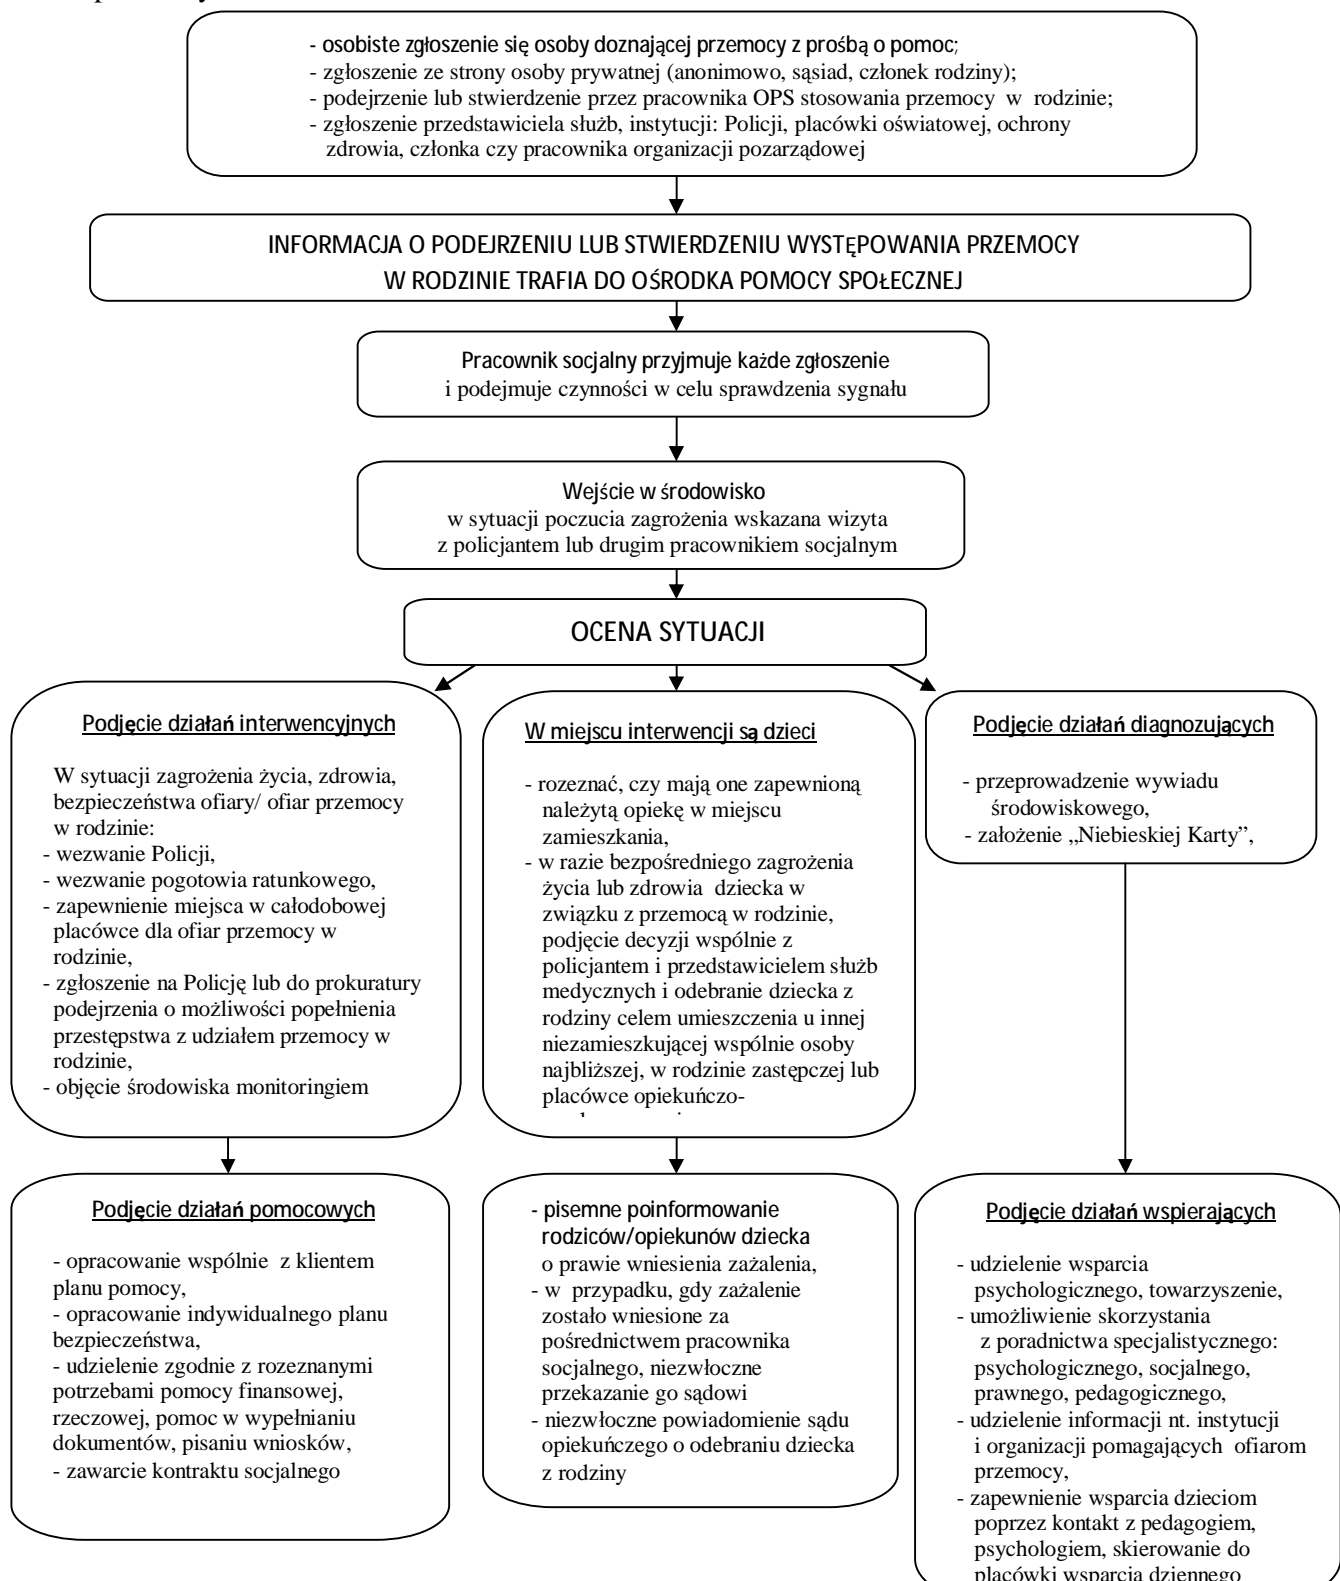 - osobiste zgłoszenie się osoby doznającej przemocy z prośbą o pomoc;
- zgłoszenie ze strony osoby prywatnej (anonimowo, sąsiad, członek rodziny);
- podejrzenie lub stwierdzenie przez pracownika OPS stosowania przemocy w rodzinie;
- zgłoszenie przedstawiciela służb, instytucji: Policji, placówki oświatowej, ochrony
zdrowia, członka czy pracownika organizacji pozarządowej
INFORMACJA O PODEJRZENIU LUB STWIERDZENIU WYSTĘPOWANIA PRZEMOCY
W RODZINIE TRAFIA DO OŚRODKA POMOCY SPOŁECZNEJ
Pracownik socjalny przyjmuje każde zgłoszenie
i podejmuje czynności w celu sprawdzenia sygnału
Wejście w środowisko
w sytuacji poczucia zagrożenia wskazana wizyta
z policjantem lub drugim pracownikiem socjalnym
OCENA SYTUACJI
Podjęcie działań interwencyjnych
W sytuacji zagrożenia życia, zdrowia,
bezpieczeństwa ofiary/ ofiar przemocy
w rodzinie:
- wezwanie Policji,
- wezwanie pogotowia ratunkowego,
- zapewnienie miejsca w całodobowej
placówce dla ofiar przemocy w
rodzinie,
- zgłoszenie na Policję lub do prokuratury
podejrzenia o możliwości popełnienia
przestępstwa z udziałem przemocy w
rodzinie,
- objęcie środowiska monitoringiem
W miejscu interwencji są dzieci
- rozeznać, czy mają one zapewnioną
należytą opiekę w miejscu
zamieszkania,
- w razie bezpośredniego zagrożenia
życia lub zdrowia dziecka w
związku z przemocą w rodzinie,
podjęcie decyzji wspólnie z
policjantem i przedstawicielem służb
medycznych i odebranie dziecka z
rodziny celem umieszczenia u innej
niezamieszkującej wspólnie osoby
najbliższej, w rodzinie zastępczej lub
placówce opiekuńczo-
Podjęcie działań diagnozujących
- przeprowadzenie wywiadu
środowiskowego,
- założenie „Niebieskiej Karty”,
Podjęcie działań pomocowych
- opracowanie wspólnie z klientem
planu pomocy,
- opracowanie indywidualnego planu
bezpieczeństwa,
- udzielenie zgodnie z rozeznanymi
potrzebami pomocy finansowej,
rzeczowej, pomoc w wypełnianiu
dokumentów, pisaniu wniosków,
- zawarcie kontraktu socjalnego
- pisemne poinformowanie
rodziców/opiekunów dziecka
o prawie wniesienia zażalenia,
- w przypadku, gdy zażalenie
zostało wniesione za
pośrednictwem pracownika
socjalnego, niezwłoczne
przekazanie go sądowi
- niezwłoczne powiadomienie sądu
opiekuńczego o odebraniu dziecka
z rodziny
Podjęcie działań wspierających
- udzielenie wsparcia
psychologicznego, towarzyszenie,
- umożliwienie skorzystania
z poradnictwa specjalistycznego:
psychologicznego, socjalnego,
prawnego, pedagogicznego,
- udzielenie informacji nt. instytucji
i organizacji pomagających ofiarom
przemocy,
- zapewnienie wsparcia dzieciom
poprzez kontakt z pedagogiem,
psychologiem, skierowanie do
placówki wsparcia dziennego